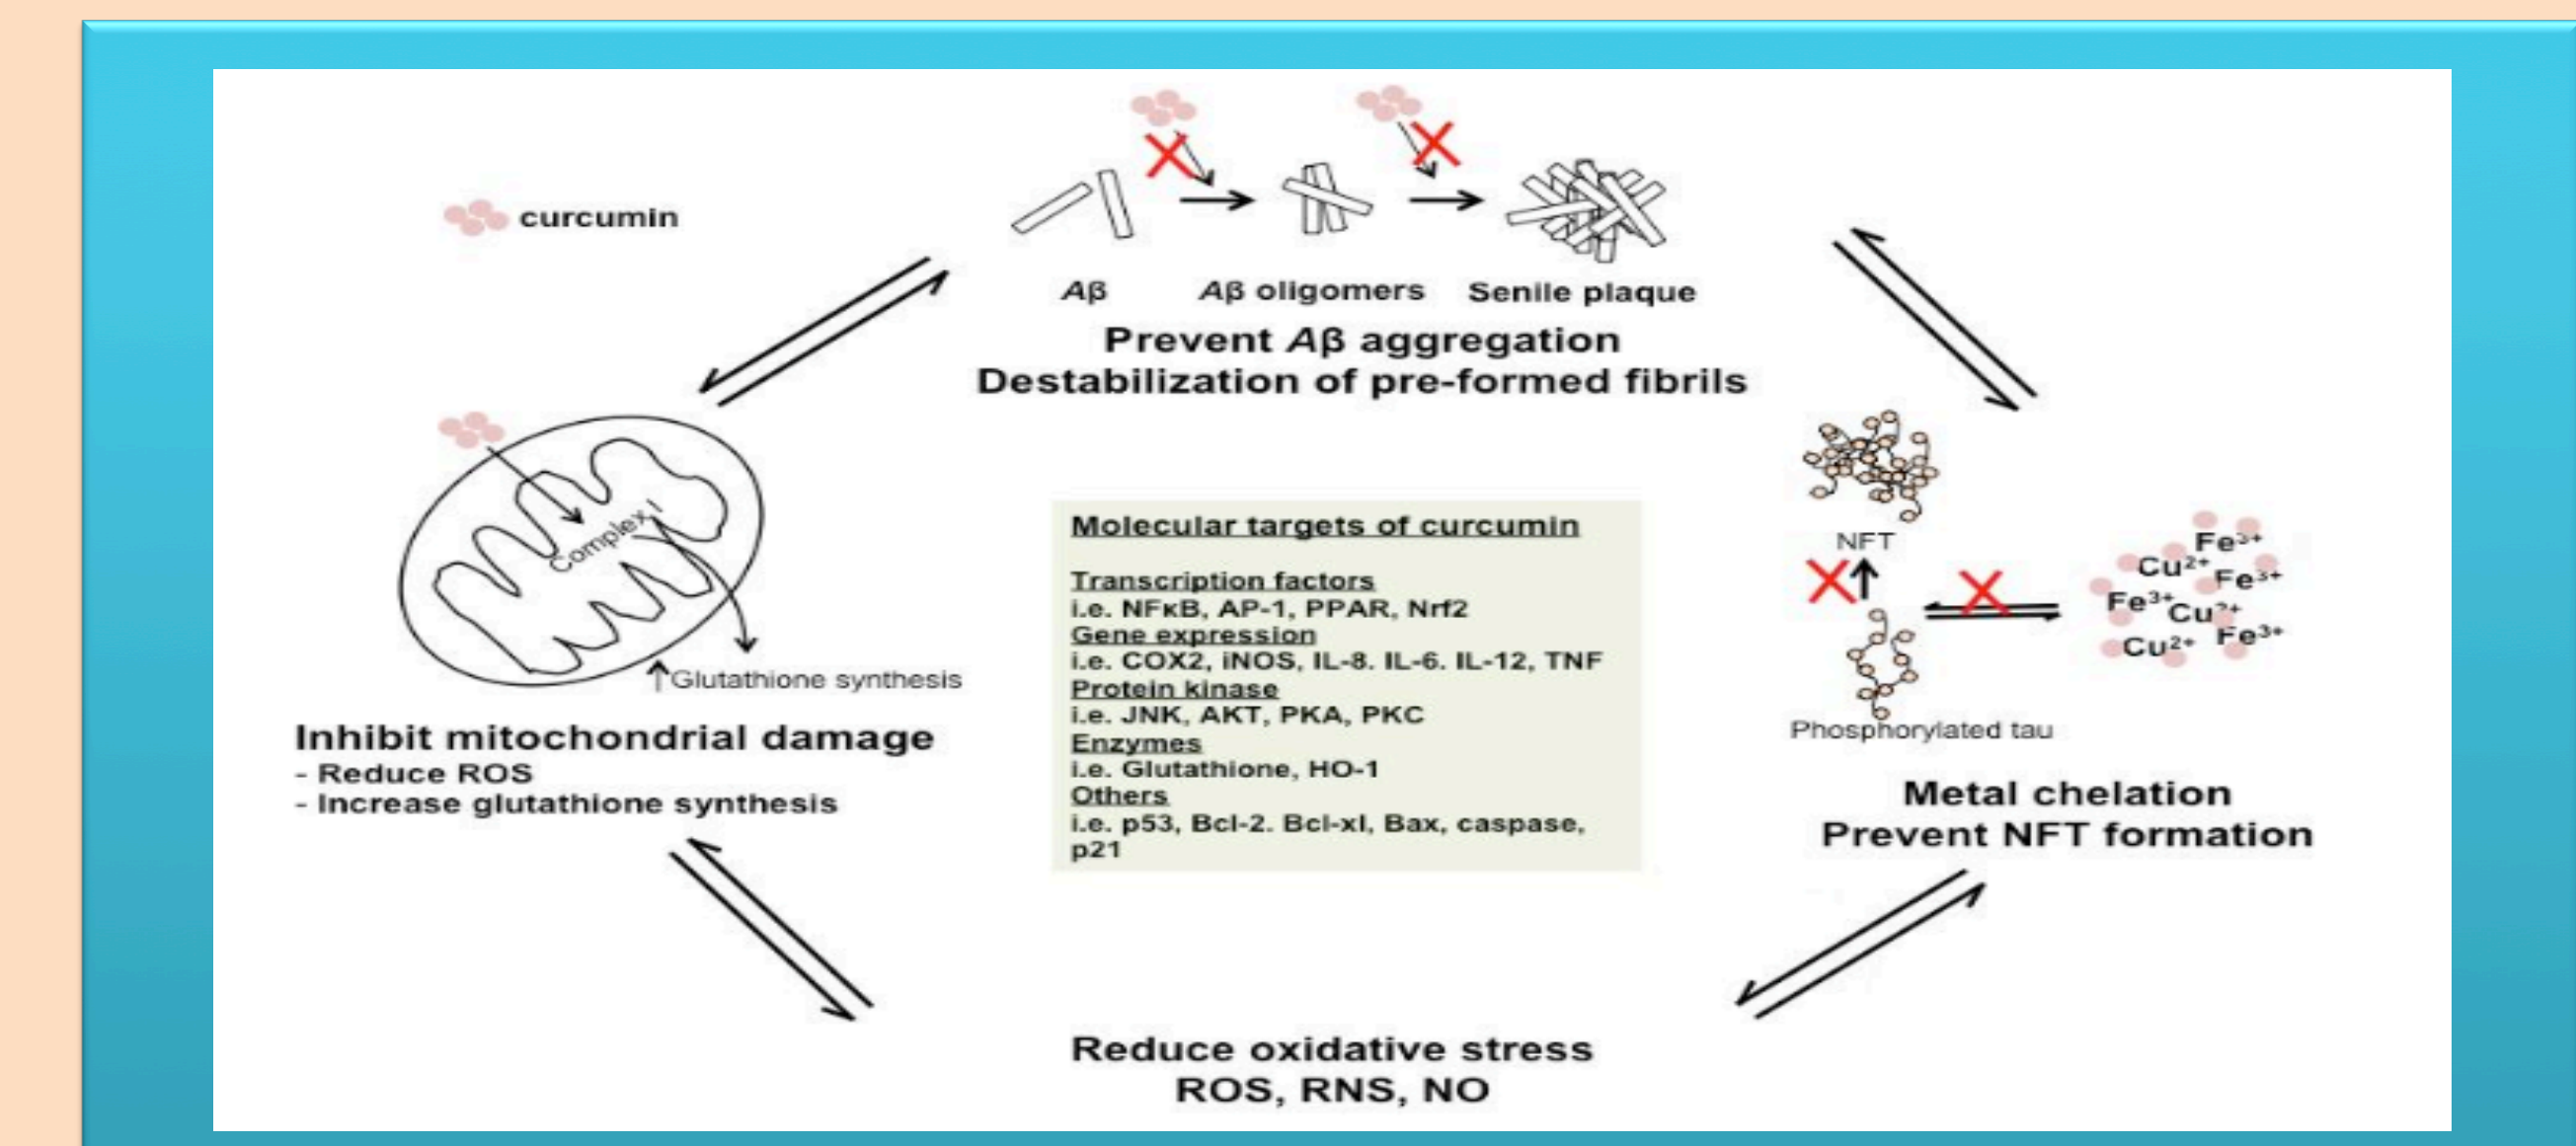 curcumin
Aβ
Aβ oligomers
Senile plaque
Prevent Aβ aggregation
Destabilization of pre-formed fibrils
Complex I
↑Glutathione synthesis
Inhibit mitochondrial damage
- Reduce ROS
- Increase glutathione synthesis
Molecular targets of curcumin
Transcription factors
i.e. NFκB, AP-1, PPAR, Nrf2
Gene expression
i.e. COX2, iNOS, IL-8. IL-6. IL-12, TNF
Protein kinase
i.e. JNK, AKT, PKA, PKC
Enzymes
i.e. Glutathione, HO-1
Others
i.e. p53, Bcl-2. Bcl-xl, Bax, caspase,
p21
NFT
Fe³⁺
Cu²⁺
Fe³⁺
Fe³⁺
Cu²⁺
Cu²⁺
Fe³⁺
Phosphorylated tau
Metal chelation
Prevent NFT formation
Reduce oxidative stress
ROS, RNS, NO